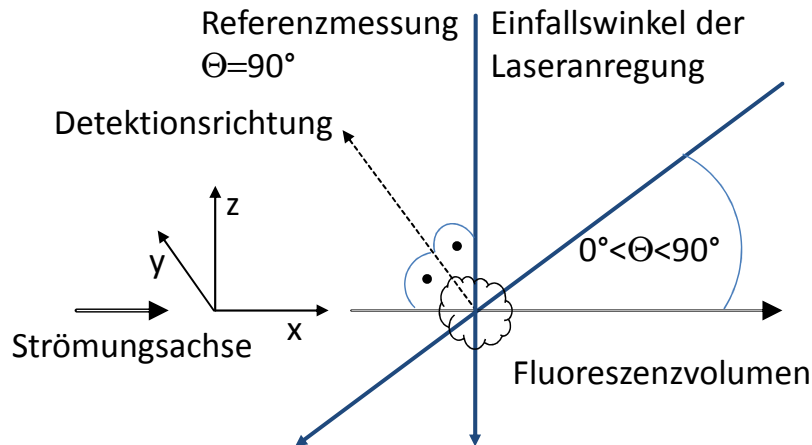 Referenzmessung
Θ=90°
Einfallswinkel der
Laseranregung
Detektionsrichtung
z
y
x
0°<Θ<90°
Strömungsachse
Fluoreszenzvolumen